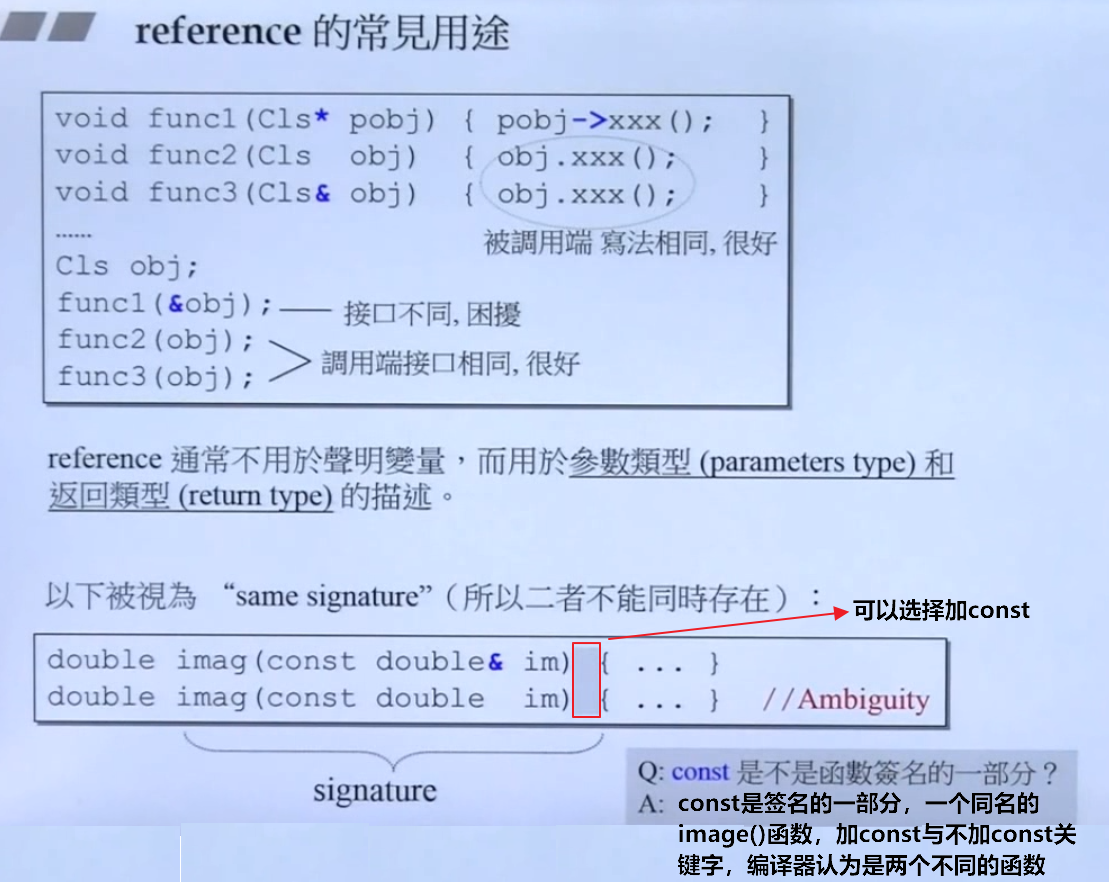 reference 的常見用途
void func1(Cls* pobj) { pobj->xxx(); }
void func2(Cls obj) { obj.xxx(); }
void func3(Cls& obj) { obj.xxx(); }
......
被調用端 寫法相同, 很好
Cls obj;
func1(&obj); 接口不同, 困擾
func2(obj);
調用端接口相同, 很好
func3(obj);
reference 通常不用於聲明變量，而用於參數類型 (parameters type) 和
返回類型 (return type) 的描述。
以下被視為 “same signature”（所以二者不能同時存在）：
可以选择加const
double imag(const double& im) { ... }
double imag(const double im) { ... } //Ambiguity
signature
Q: const 是不是函數簽名的一部分？
A: const是签名的一部分，一个同名的
image()函数，加const与不加const关
键字，编译器认为是两个不同的函数